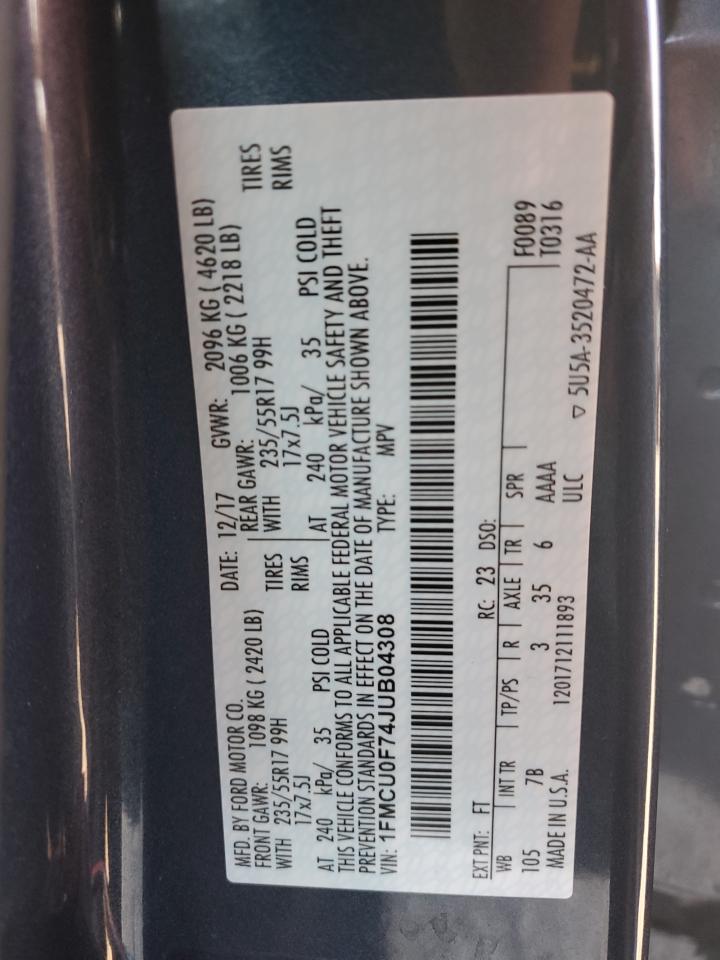 MFD. BY FORD MOTOR CO.
DATE: 12/17 GVWR: 2096 KG ( 4620 LB)
FRONT GAWR: 1098 KG ( 2420 LB) REAR GAWR: 1006 KG ( 2218 LB)
WITH 235/55R17 99H TIRES WITH 235/55R17 99H TIRES
17x7.5J RIMS 17x7.5J RIMS
AT 240 kPa/ 35 PSI COLD AT 240 kPa/ 35 PSI COLD
THIS VEHICLE CONFORMS TO ALL APPLICABLE FEDERAL MOTOR VEHICLE SAFETY AND THEFT
PREVENTION STANDARDS IN EFFECT ON THE DATE OF MANUFACTURE SHOWN ABOVE.
VIN: 1FMCU0F74JUB04308 TYPE: MPV
EXT PNT: FT RC: 23 DSO:
WB INT TR TP/PS R AXLE TR SPR F0089
105 7B 3 35 6 AAAA T0316
MADE IN U.S.A. 1201712111893 ULC
▽ 5U5A-3520472-AA